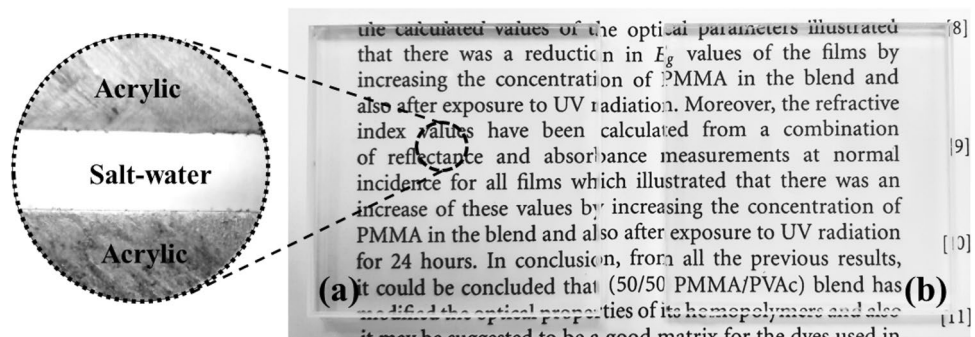 Acrylic
Salt-water
Acrylic
the calculated values of the optical parameters illustrated [8]
that there was a reduction in Eg values of the films by
increasing the concentration of PMMA in the blend and
also after exposure to UV radiation. Moreover, the refractive
index values have been calculated from a combination
of reflectance and absorbance measurements at normal [9]
incidence for all films which illustrated that there was an
increase of these values by increasing the concentration of
PMMA in the blend and also after exposure to UV radiation
for 24 hours. In conclusion, from all the previous results, [10]
(a) it could be concluded that (50/50 PMMA/PVAc) blend has (b)
modified the optical properties of its homopolymers and also [11]
it may be suggested to be a good matrix for the dyes used in